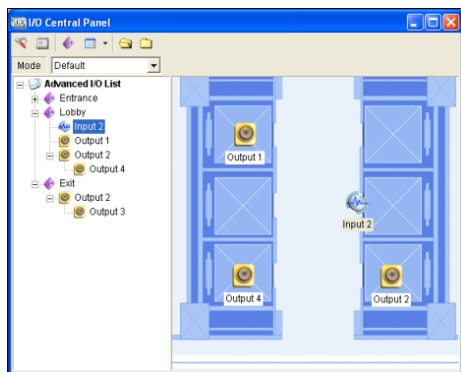 I/O Central Panel
Mode Default
Advanced I/O List
Entrance
Lobby
Input 2
Output 1
Output 2
Output 4
Exit
Output 2
Output 3
Output 1
Input 2
Output 4
Output 2